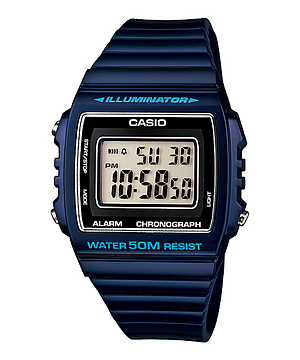 ILLUMINATOR
CASIO
START/STOP
SU 30
PM 10:58 50
MODE
LIGHT
ALARM CHRONOGRAPH
WATER 50M RESIST